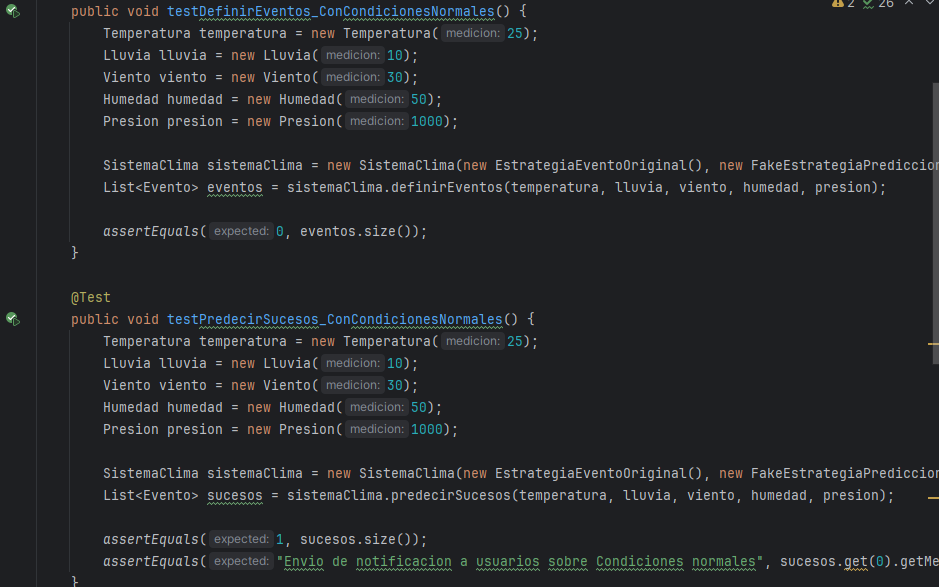 2 26
public void testDefinirEventos_ConCondicionesNormales() {
Temperatura temperatura = new Temperatura( medicion: 25);
Lluvia lluvia = new Lluvia( medicion: 10);
Viento viento = new Viento( medicion: 30);
Humedad humedad = new Humedad( medicion: 50);
Presion presion = new Presion( medicion: 1000);
SistemaClima sistemaClima = new SistemaClima(new EstrategiaEventoOriginal(), new FakeEstrategiaPrediccion
List<Evento> eventos = sistemaClima.definirEventos(temperatura, lluvia, viento, humedad, presion);
assertEquals( expected: 0, eventos.size());
}
@Test
public void testPredecirSucesos_ConCondicionesNormales() {
Temperatura temperatura = new Temperatura( medicion: 25);
Lluvia lluvia = new Lluvia( medicion: 10);
Viento viento = new Viento( medicion: 30);
Humedad humedad = new Humedad( medicion: 50);
Presion presion = new Presion( medicion: 1000);
SistemaClima sistemaClima = new SistemaClima(new EstrategiaEventoOriginal(), new FakeEstrategiaPrediccion
List<Evento> sucesos = sistemaClima.predecirSucesos(temperatura, lluvia, viento, humedad, presion);
assertEquals( expected: 1, sucesos.size());
assertEquals( expected: "Envio de notificacion a usuarios sobre Condiciones normales", sucesos.get(0).getMe
}